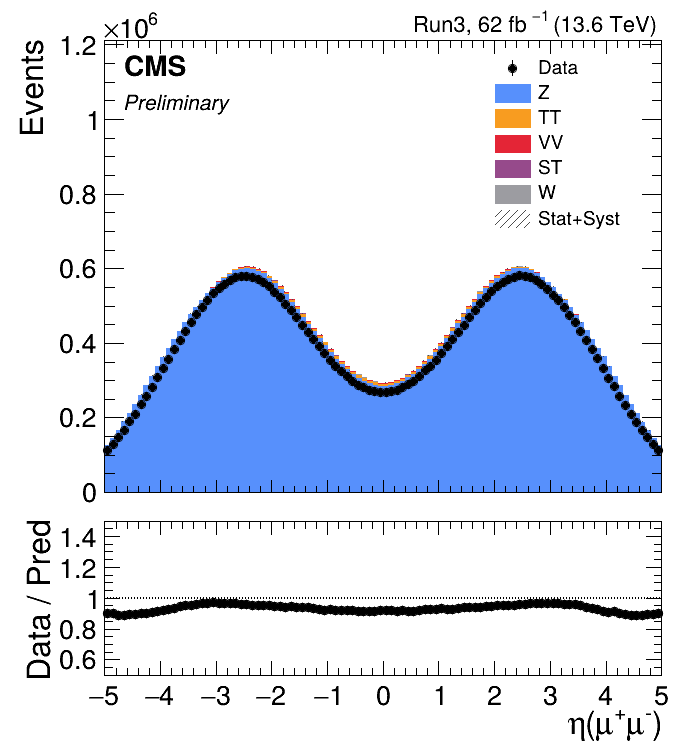 ×10⁶
Run3, 62 fb⁻¹ (13.6 TeV)
CMS
Preliminary
Events
1.2
1
0.8
0.6
0.4
0.2
0
Data
Z
TT
VV
ST
W
Stat+Syst
Data / Pred
1.4
1.2
1
0.8
0.6
−5 −4 −3 −2 −1 0 1 2 3 4 5
η(μ⁺μ⁻)